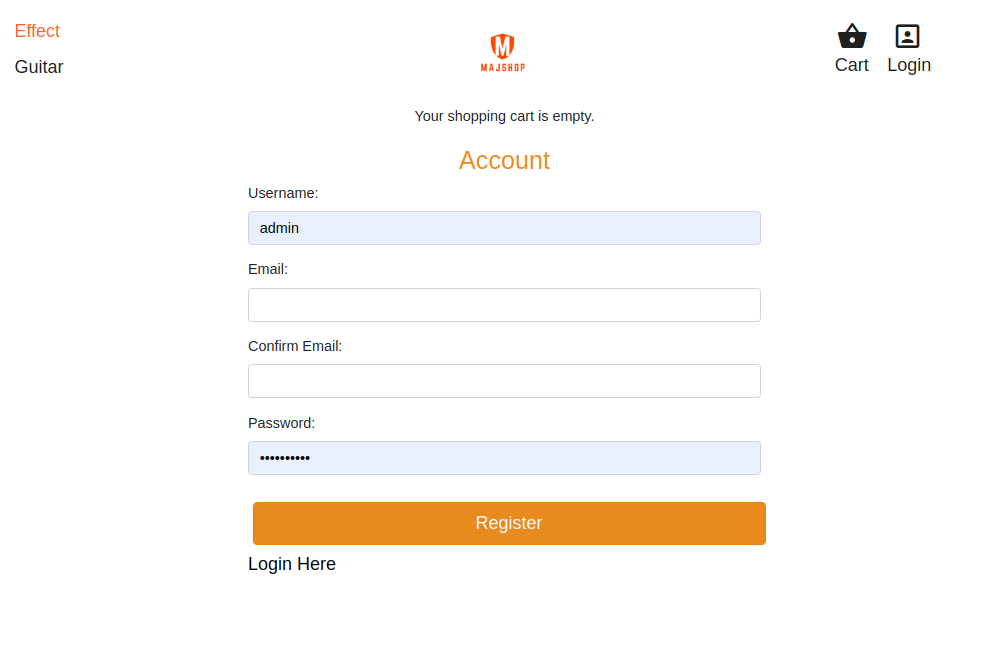 Effect
Guitar
M
MAJSHOP
Cart
Login
Your shopping cart is empty.
Account
Username:
admin
Email:
Confirm Email:
Password:
••••••••••
Register
Login Here